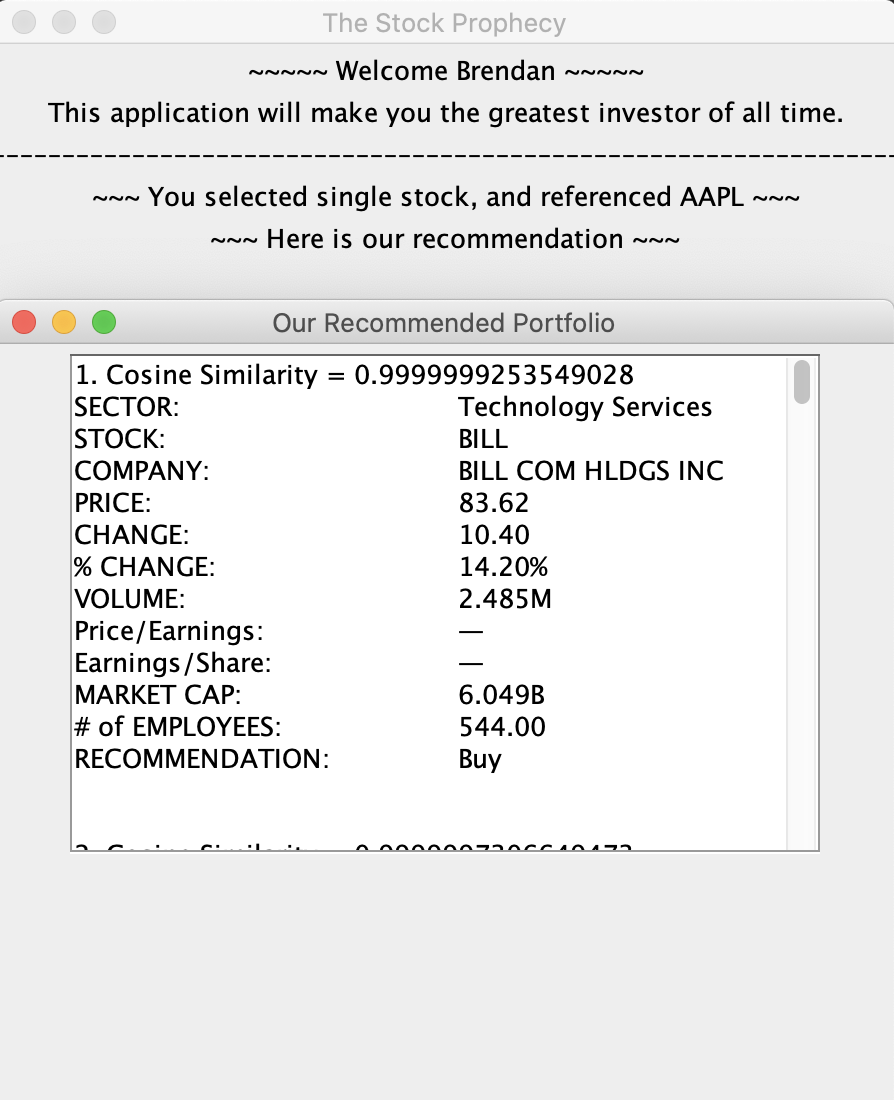 The Stock Prophecy
~~~~~ Welcome Brendan ~~~~~
This application will make you the greatest investor of all time.
--------------------------------------------------------------
~~~ You selected single stock, and referenced AAPL ~~~
~~~ Here is our recommendation ~~~
Our Recommended Portfolio
1. Cosine Similarity = 0.9999999253549028
SECTOR: Technology Services
STOCK: BILL
COMPANY: BILL COM HLDGS INC
PRICE: 83.62
CHANGE: 10.40
% CHANGE: 14.20%
VOLUME: 2.485M
Price/Earnings: —
Earnings/Share: —
MARKET CAP: 6.049B
# of EMPLOYEES: 544.00
RECOMMENDATION: Buy
Cosine Similarity